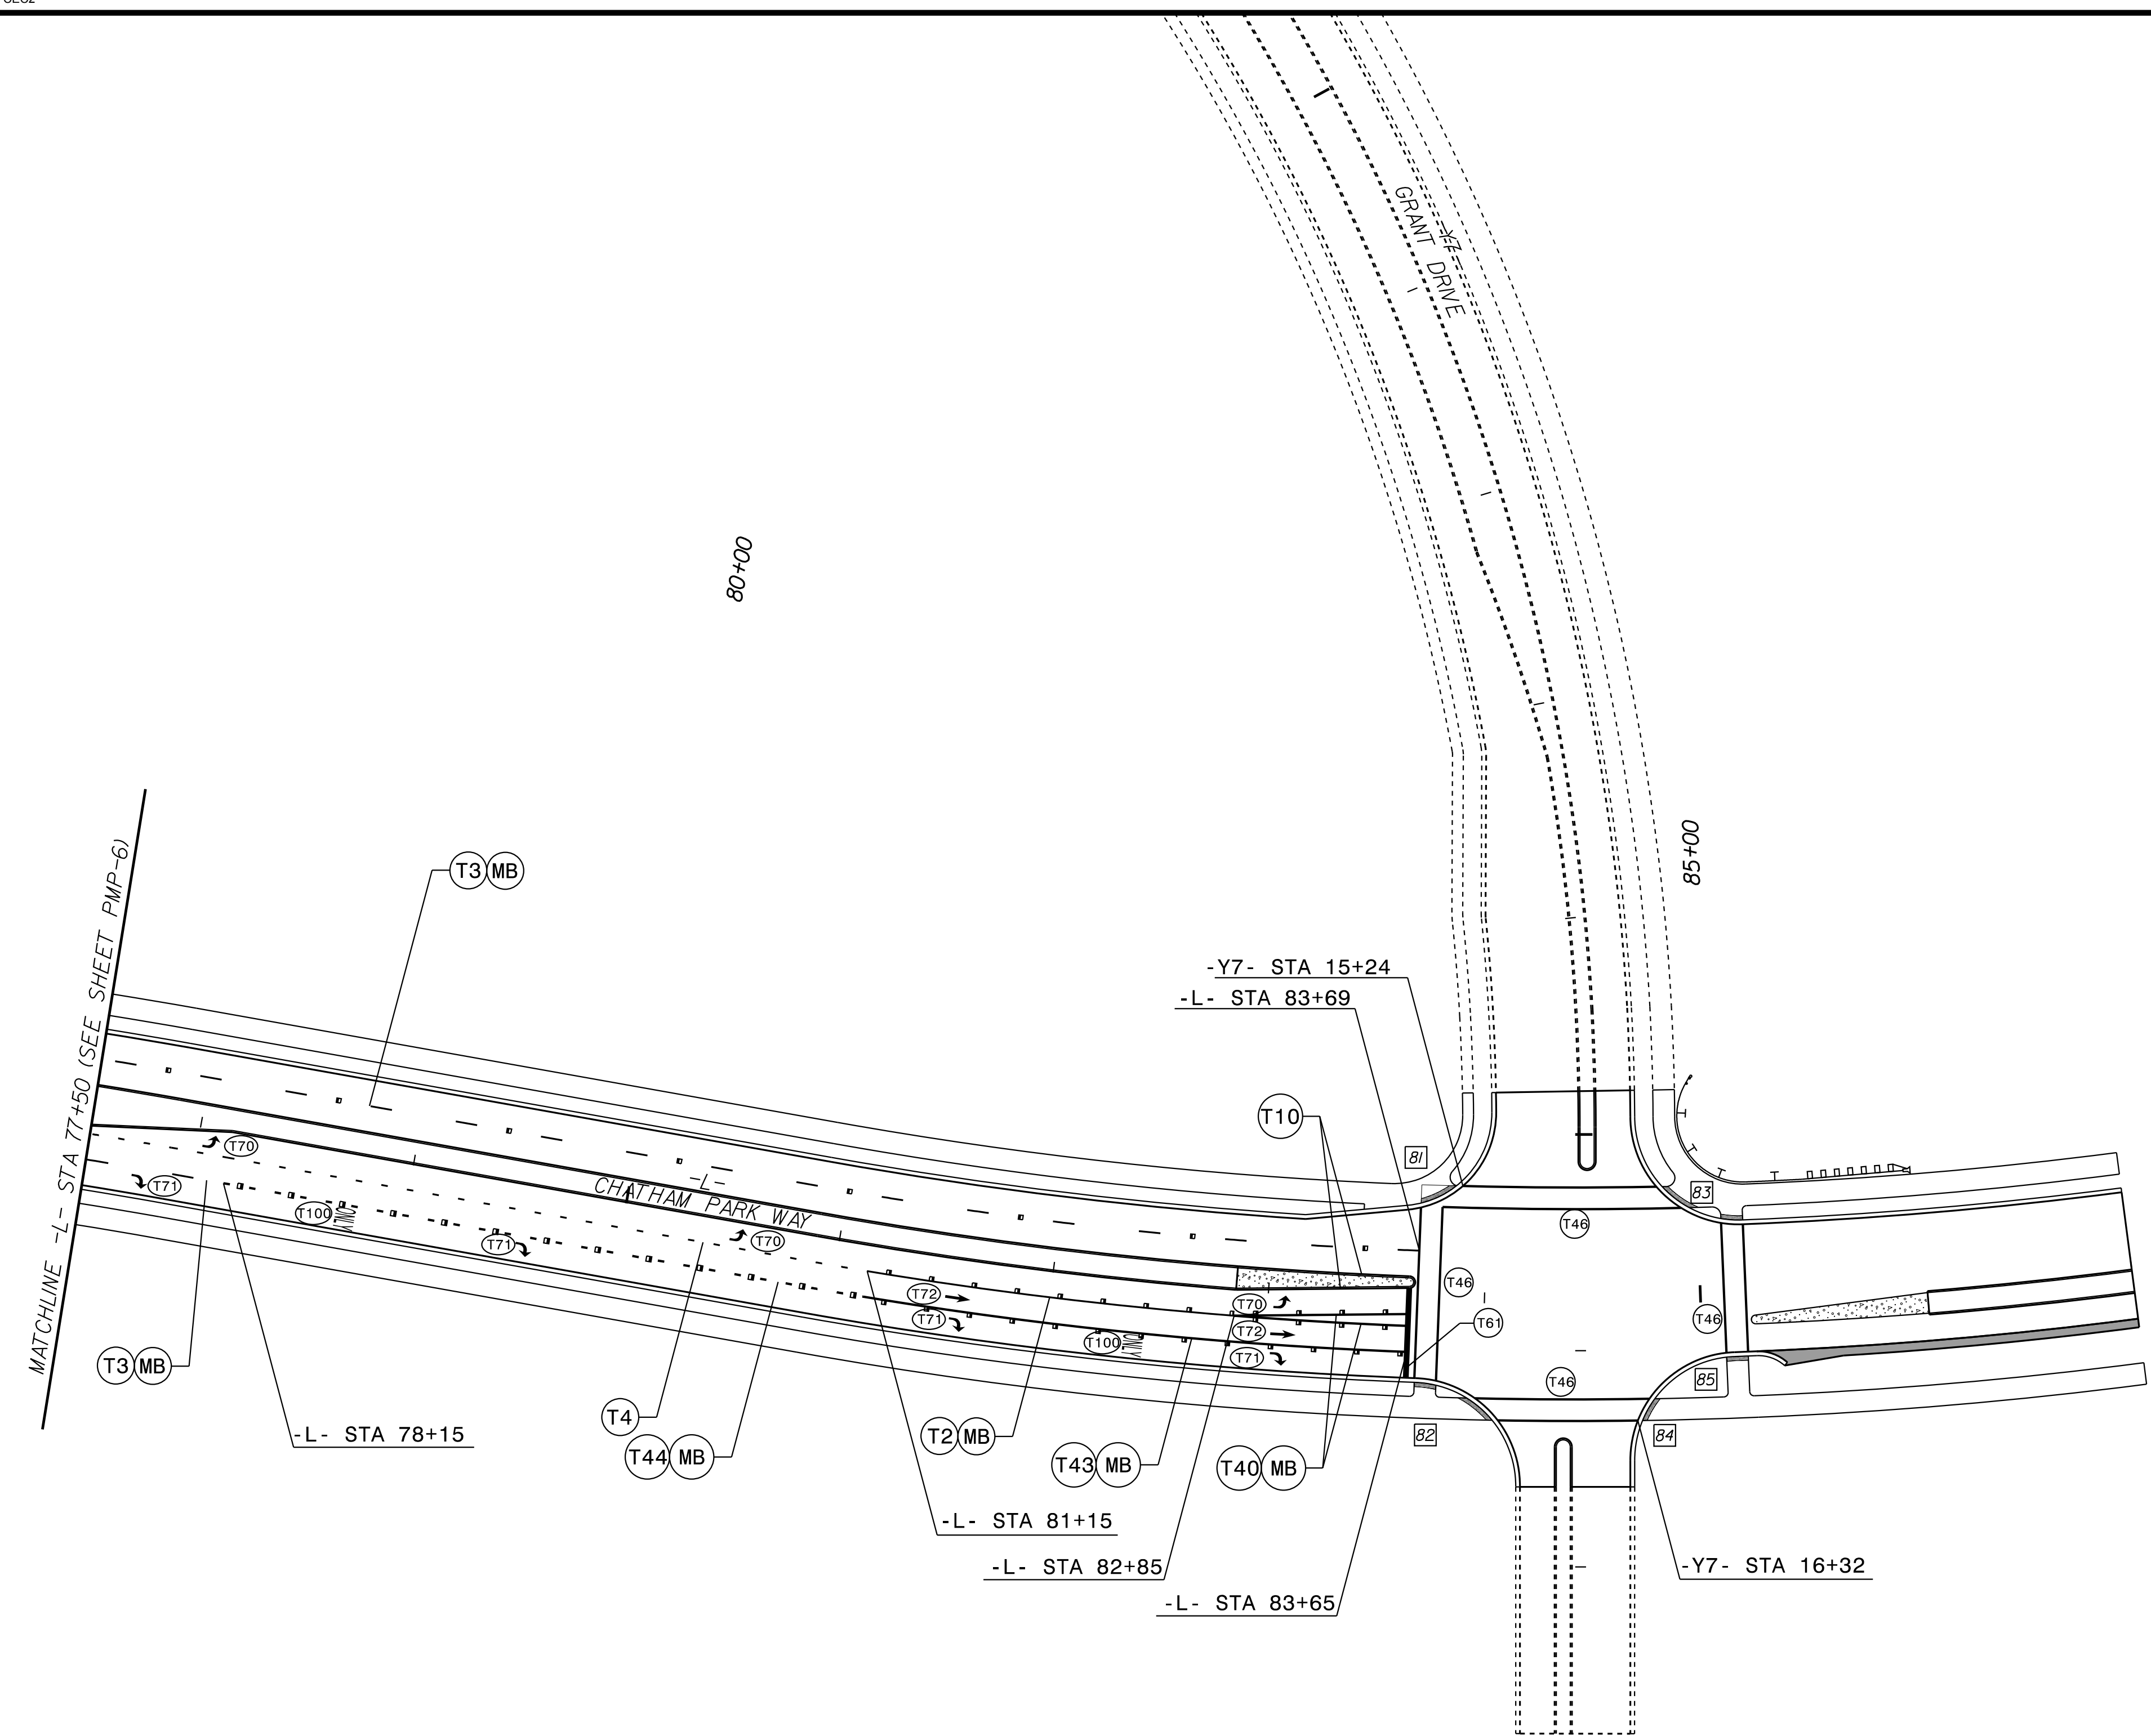 GRANT DRIVE
-Y7-
80+00
85+00
MATCHLINE -L- STA 77+50 (SEE SHEET PMP-6)
T3 MB
-Y7- STA 15+24
-L- STA 83+69
T10
81
83
T70
T71
-L-
CHATHAM PARK WAY
T100
ONLY
T71
T70
T46
T46
T46
T46
T61
T72
T71
T70
T72
T71
T100
ONLY
T3 MB
T4
T44 MB
T2 MB
T43 MB
T40 MB
82
84
85
-L- STA 78+15
-L- STA 81+15
-L- STA 82+85
-L- STA 83+65
-Y7- STA 16+32